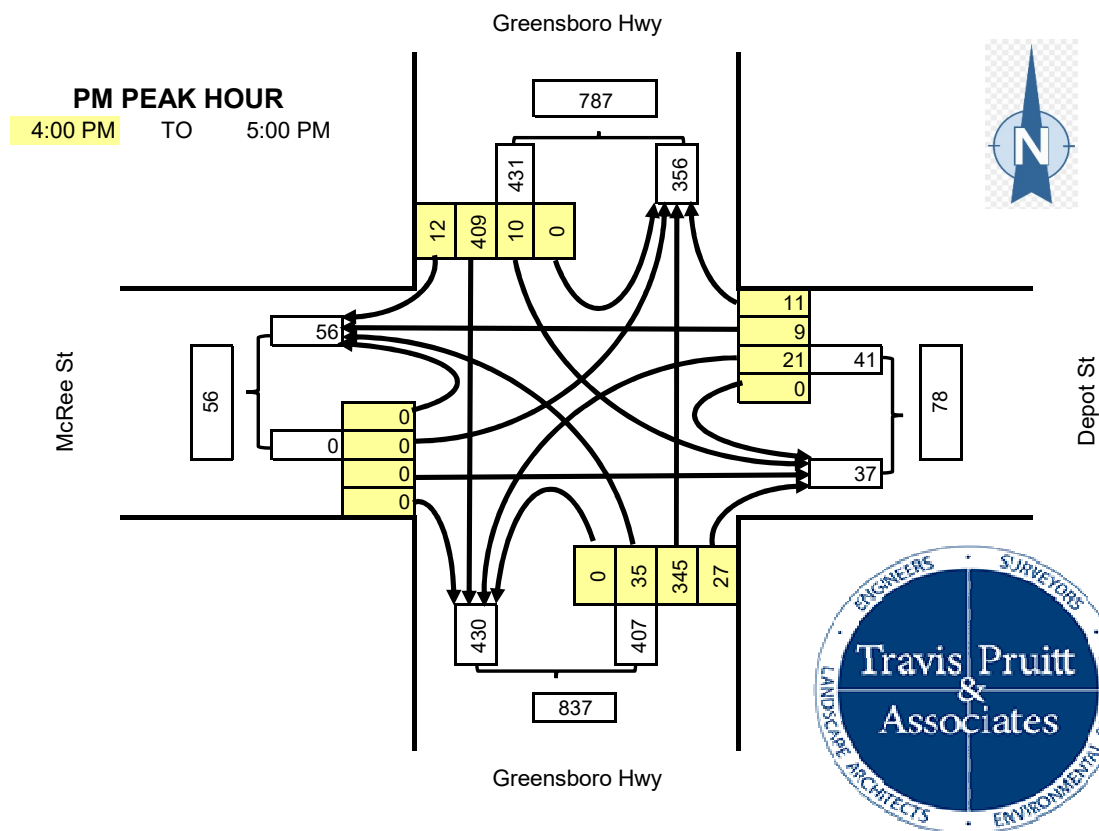 Greensboro Hwy
PM PEAK HOUR
4:00 PM TO 5:00 PM
N
787
431
356
12
409
10
0
11
9
21
0
41
37
78
Depot St
McRee St
56
56
0
0
0
0
0
0
35
345
27
430
407
837
Greensboro Hwy
ENGINEERS
SURVEYORS
LANDSCAPE ARCHITECTS
ENVIRONMENTAL
Travis Pruitt
&
Associates